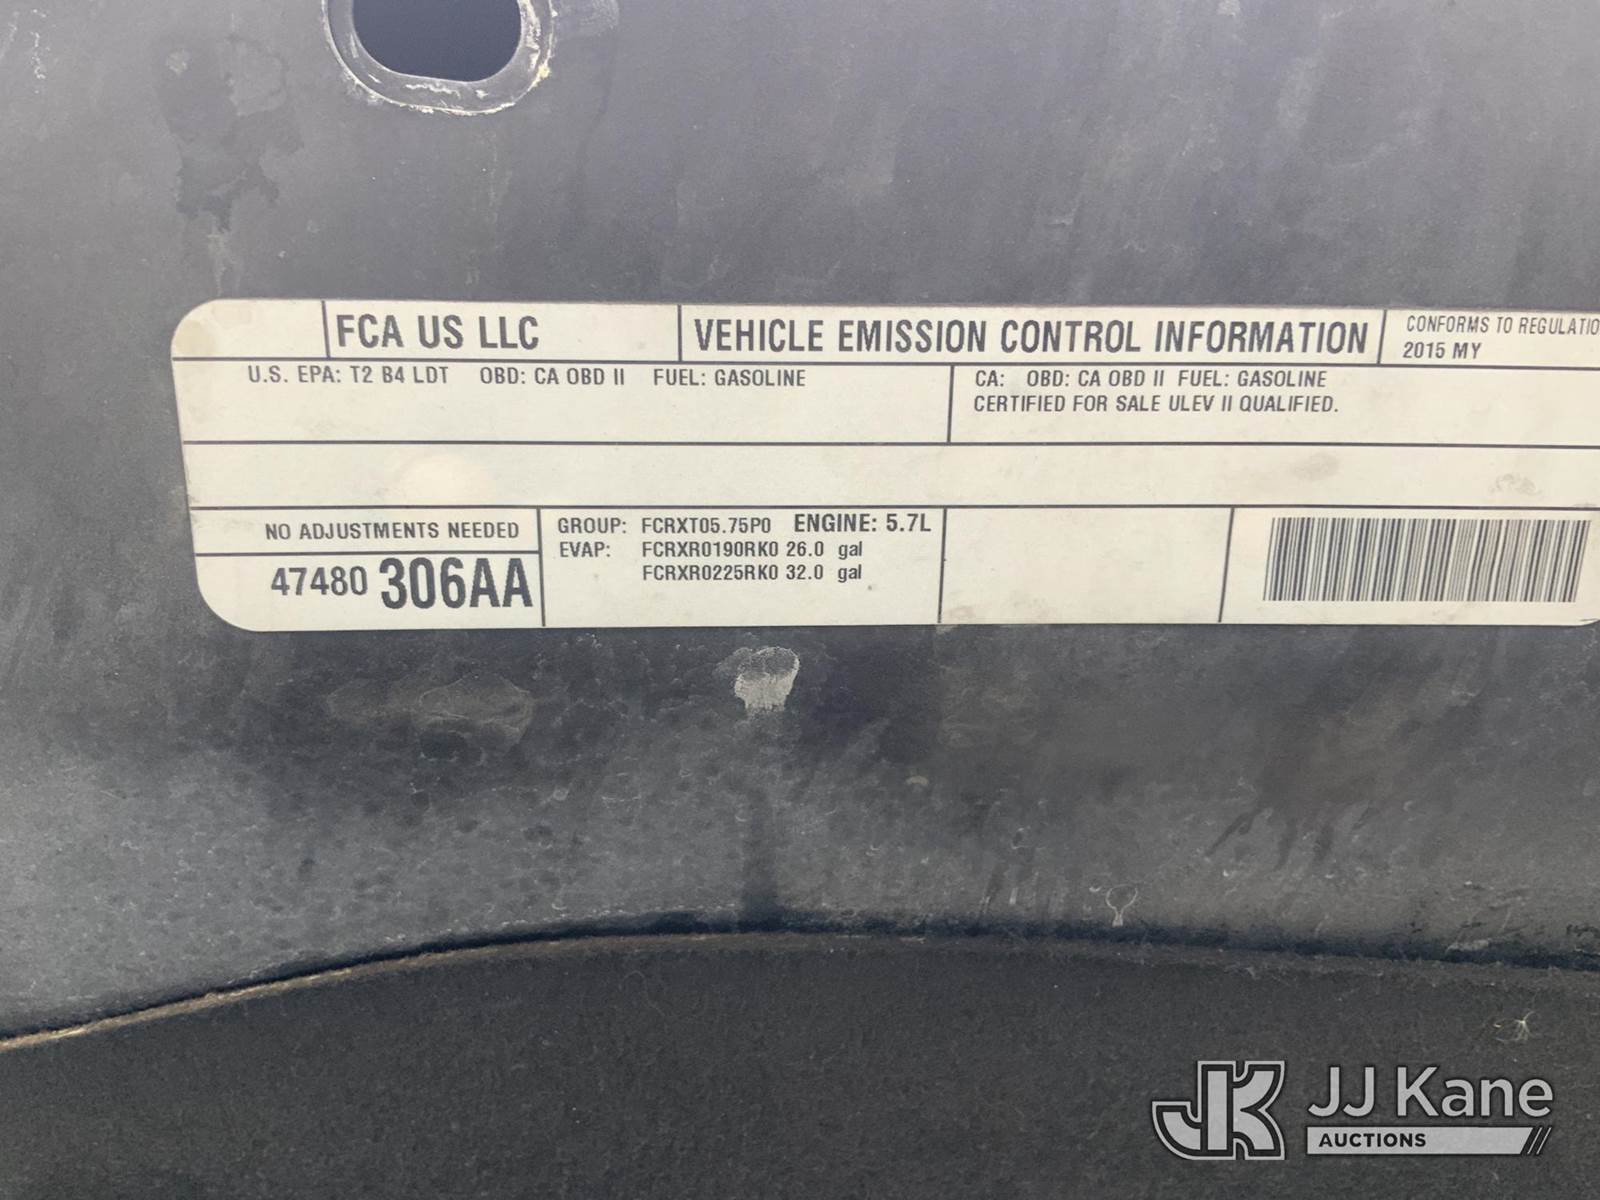 FCA US LLC
VEHICLE EMISSION CONTROL INFORMATION
CONFORMS TO
2015 MY
U.S. EPA: T2 B4 LDT OBD: CA OBD II FUEL: GASOLINE
CA: OBD: CA OBD II FUEL: GASOLINE
CERTIFIED FOR SALE ULEV II QUALIFIED.
NO ADJUSTMENTS NEEDED
47480 306AA
GROUP: FCRXT05.75P0 ENGINE: 5.7L
EVAP: FCRXR0190RK0 26.0 gal
FCRXR0225RK0 32.0 gal
JK JJ Kane
AUCTIONS